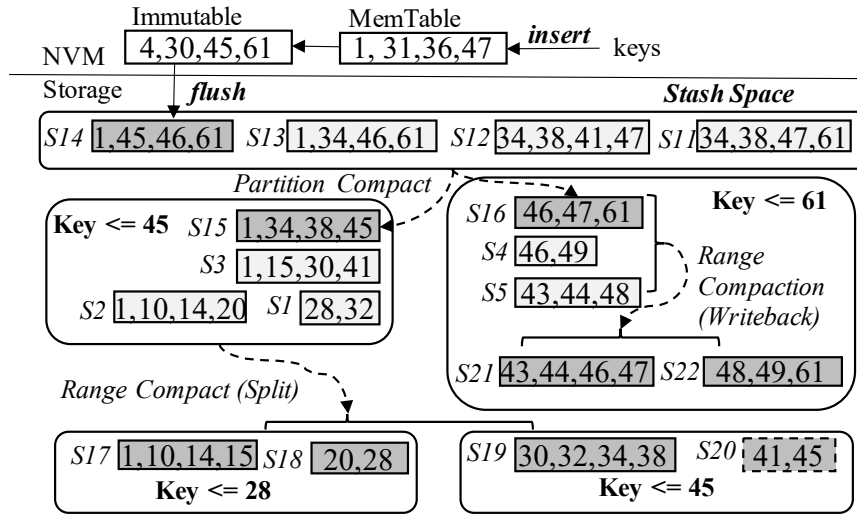 Immutable MemTable
4,30,45,61 1, 31,36,47 insert keys
NVM
Storage flush Stash Space
S14 1,45,46,61 S13 1,34,46,61 S12 34,38,41,47 S11 34,38,47,61
Partition Compact
Key <= 45 S15 1,34,38,45
S3 1,15,30,41
S2 1,10,14,20 S1 28,32
S16 46,47,61 Key <= 61
S4 46,49
S5 43,44,48
Range
Compaction
(Writeback)
S21 43,44,46,47 S22 48,49,61
Range Compact (Split)
S17 1,10,14,15 S18 20,28
Key <= 28
S19 30,32,34,38 S20 41,45
Key <= 45